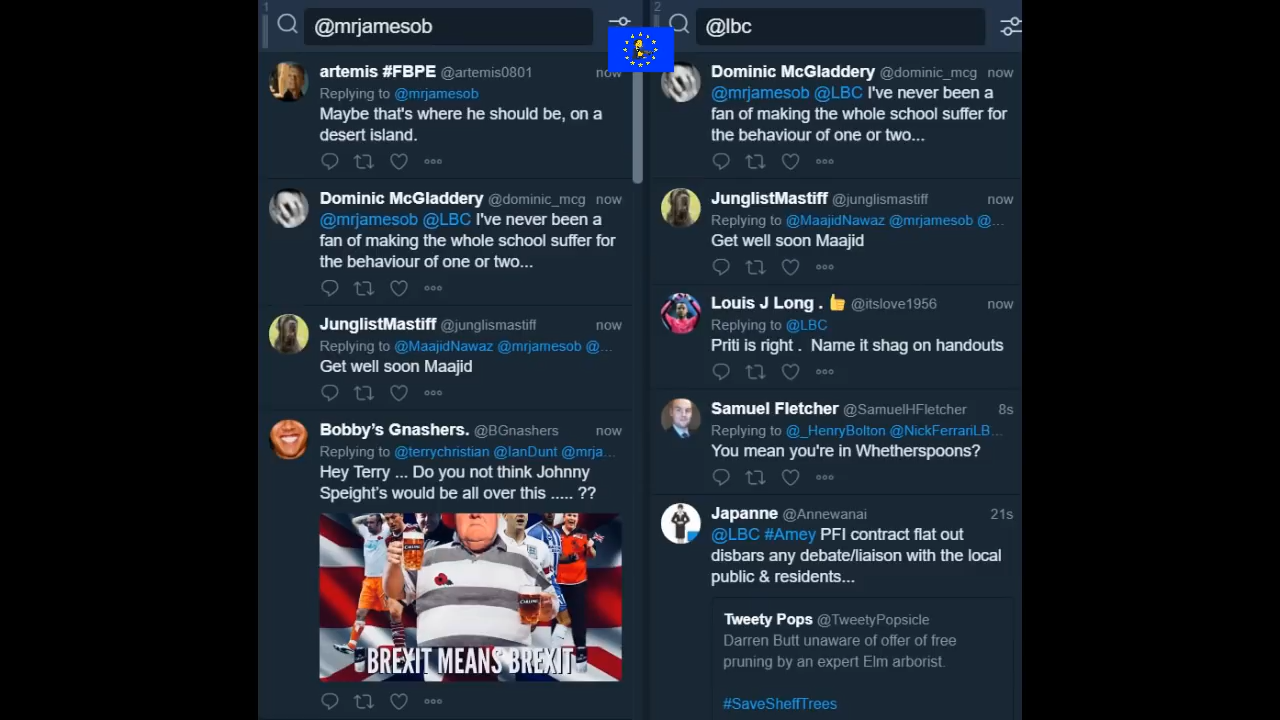 1
@mrjamesob
artemis #FBPE @artemis0801 now
Replying to @mrjamesob
Maybe that's where he should be, on a
desert island.
Dominic McGladdery @dominic_mcg now
@mrjamesob @LBC I've never been a
fan of making the whole school suffer for
the behaviour of one or two...
JunglistMastiff @junglismastiff now
Replying to @MaajidNawaz @mrjamesob @...
Get well soon Maajid
Bobby's Gnashers. @BGnashers now
Replying to @terrychristian @IanDunt @mrja...
Hey Terry ... Do you not think Johnny
Speight's would be all over this ..... ??
BREXIT MEANS BREXIT
2
@lbc
Dominic McGladdery @dominic_mcg now
@mrjamesob @LBC I've never been a
fan of making the whole school suffer for
the behaviour of one or two...
JunglistMastiff @junglismastiff now
Replying to @MaajidNawaz @mrjamesob @...
Get well soon Maajid
Louis J Long . 👍 @itslove1956 now
Replying to @LBC
Priti is right .  Name it shag on handouts
Samuel Fletcher @SamuelHFletcher 8s
Replying to @_HenryBolton @NickFerrariLB...
You mean you're in Whetherspoons?
Japanne @Annewanai 21s
@LBC #Amey PFI contract flat out
disbars any debate/liaison with the local
public & residents...
Tweety Pops @TweetyPopsicle
Darren Butt unaware of offer of free
pruning by an expert Elm arborist.
#SaveSheffTrees